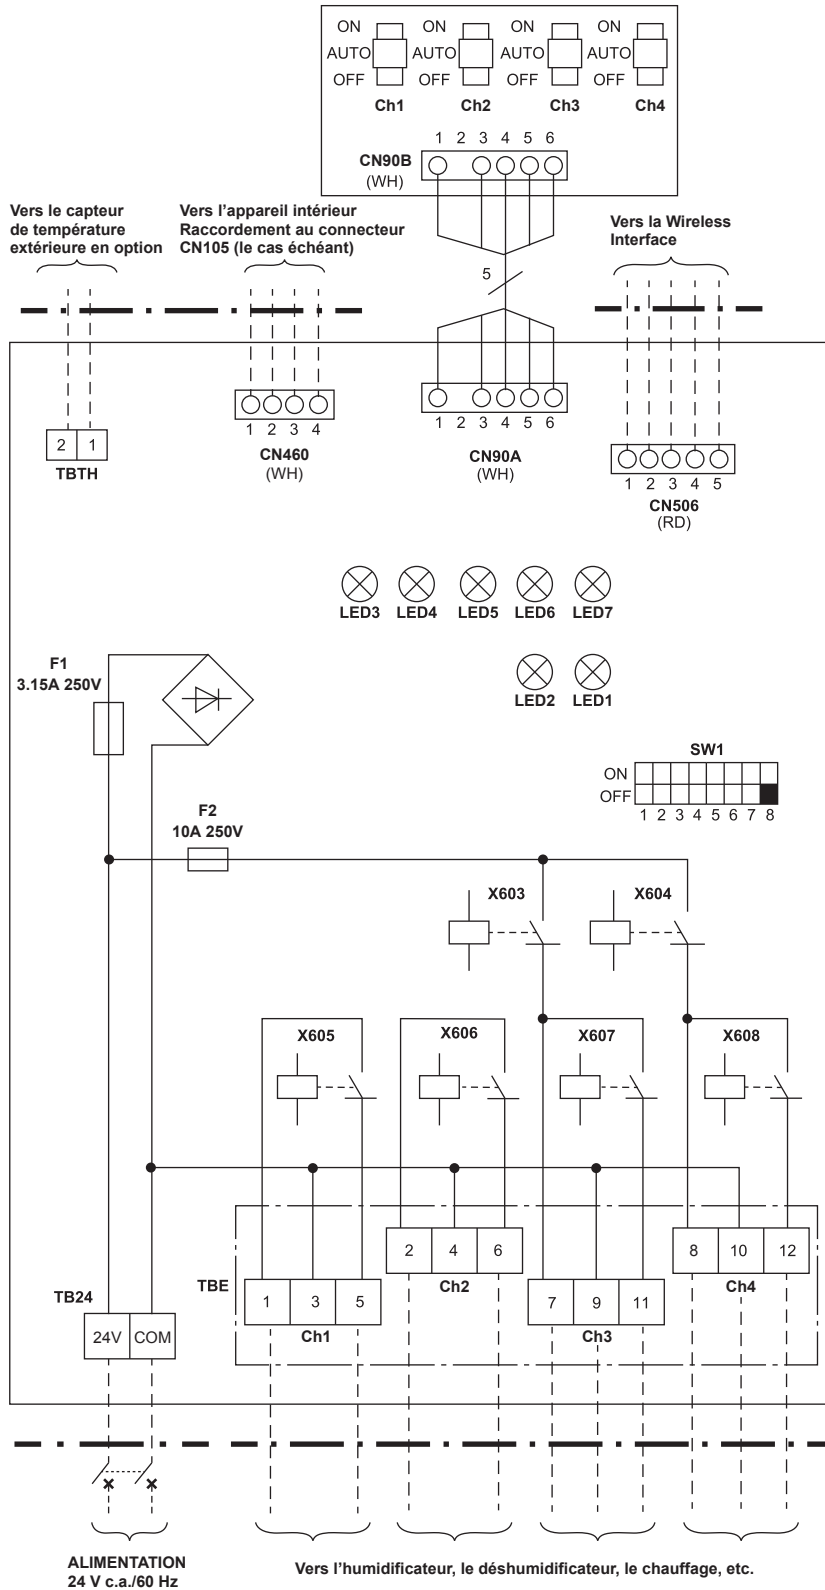 ON ON ON ON
AUTO AUTO AUTO AUTO
OFF OFF OFF OFF
Ch1 Ch2 Ch3 Ch4
1 2 3 4 5 6
CN90B
(WH)
Vers le capteur
de température
extérieure en option
Vers l'appareil intérieur
Raccordement au connecteur
CN105 (le cas échéant)
Vers la Wireless
Interface
5
2 1
TBTH
1 2 3 4
CN460
(WH)
1 2 3 4 5 6
CN90A
(WH)
1 2 3 4 5
CN506
(RD)
LED3 LED4 LED5 LED6 LED7
LED2 LED1
F1
3.15A 250V
SW1
ON
OFF
1 2 3 4 5 6 7 8
F2
10A 250V
X603 X604
X605 X606 X607 X608
TBE
2 4 6
Ch2
8 10 12
Ch4
1 3 5
Ch1
7 9 11
Ch3
TB24
24V COM
ALIMENTATION
24 V c.a./60 Hz
Vers l'humidificateur, le déshumidificateur, le chauffage, etc.